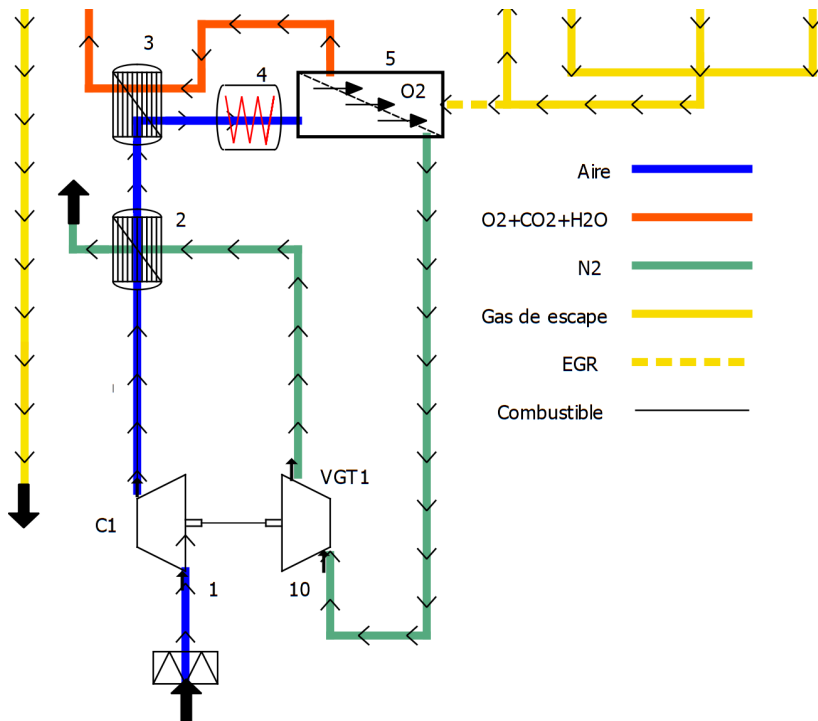 3
4
5
O2
Aire
2
O2+CO2+H2O
N2
Gas de escape
EGR
Combustible
VGT1
C1
1
10